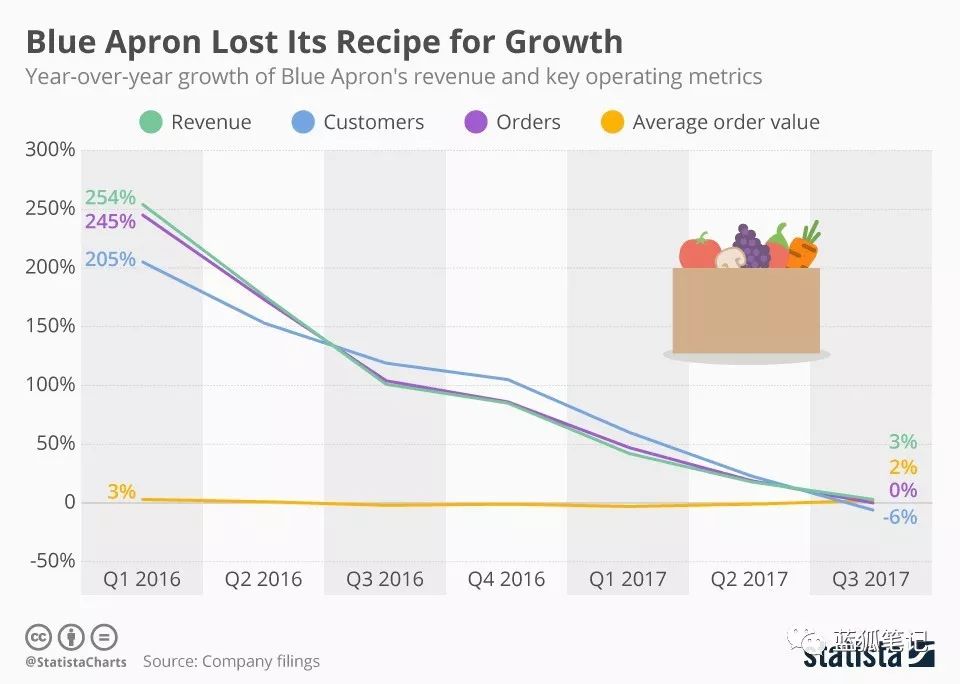 Blue Apron Lost Its Recipe for Growth
Year-over-year growth of Blue Apron's revenue and key operating metrics
Revenue Customers Orders Average order value
300%
250%
200%
150%
100%
50%
0
-50%
254%
245%
205%
3%
3%
2%
0%
-6%
Q1 2016 Q2 2016 Q3 2016 Q4 2016 Q1 2017 Q2 2017 Q3 2017
cc
@StatistaCharts Source: Company filings
蓝狐笔记
statista